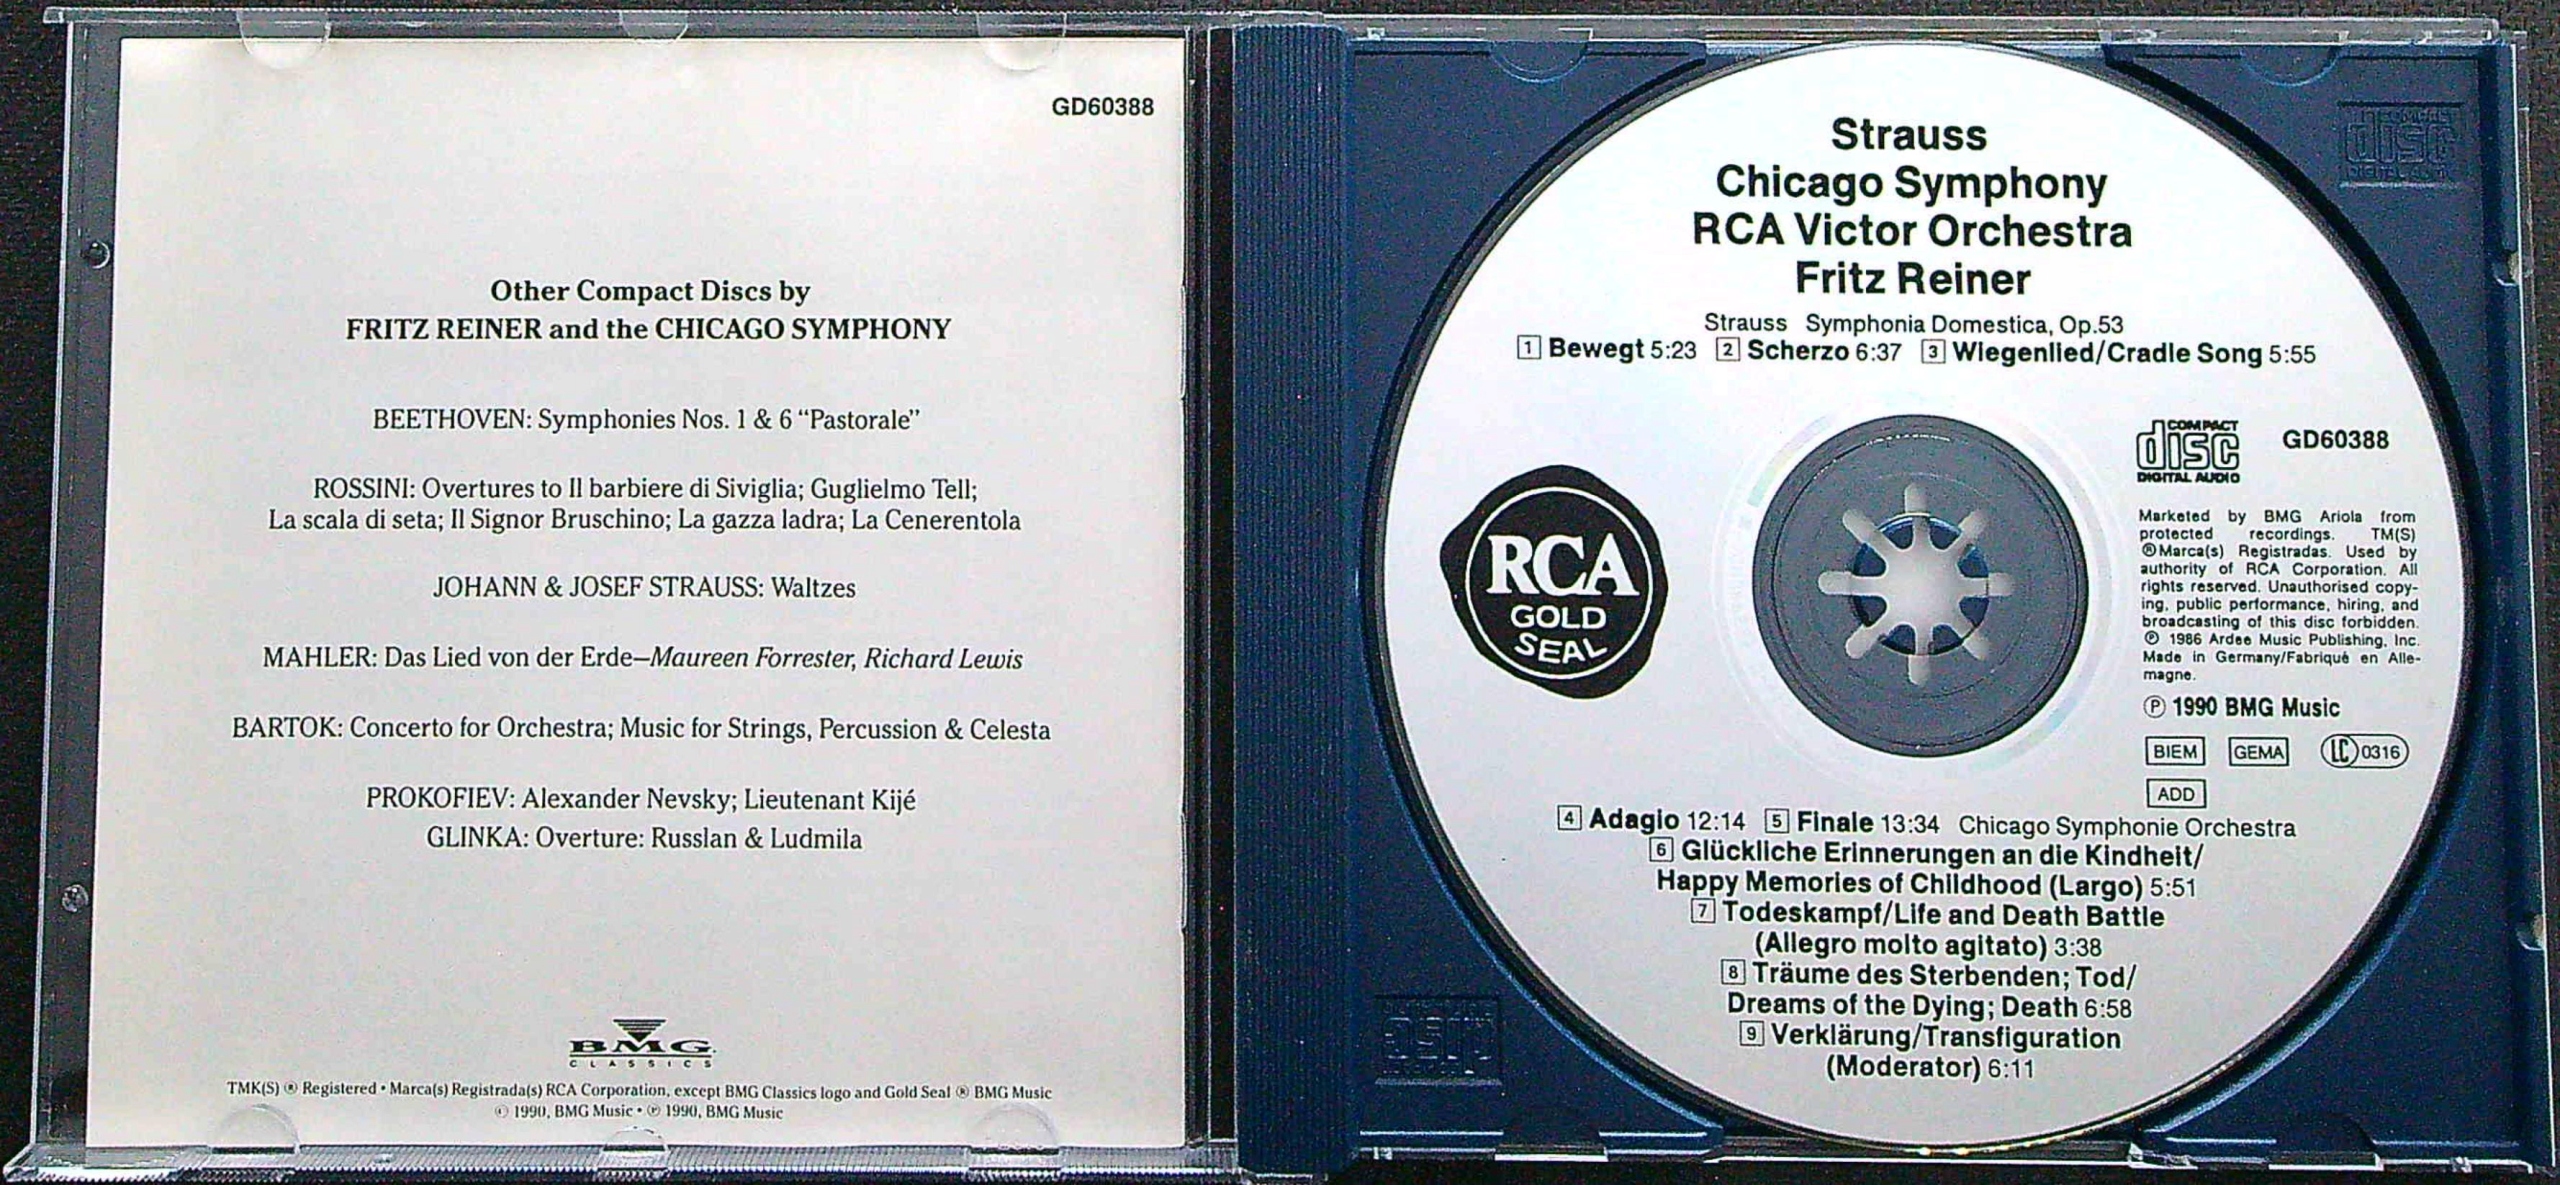 GD60388
Other Compact Discs by
FRITZ REINER and the CHICAGO SYMPHONY
BEETHOVEN: Symphonies Nos. 1 & 6 “Pastorale”
ROSSINI: Overtures to Il barbiere di Siviglia; Guglielmo Tell;
La scala di seta; Il Signor Bruschino; La gazza ladra; La Cenerentola
JOHANN & JOSEF STRAUSS: Waltzes
MAHLER: Das Lied von der Erde—Maureen Forrester, Richard Lewis
BARTOK: Concerto for Orchestra; Music for Strings, Percussion & Celesta
PROKOFIEV: Alexander Nevsky; Lieutenant Kijé
GLINKA: Overture: Russlan & Ludmila
BMG
CLASSICS
TMK(S) ® Registered • Marca(s) Registrada(s) RCA Corporation, except BMG Classics logo and Gold Seal ® BMG Music
© 1990, BMG Music • ℗ 1990, BMG Music
Strauss
Chicago Symphony
RCA Victor Orchestra
Fritz Reiner
Strauss Symphonia Domestica, Op.53
1 Bewegt 5:23 2 Scherzo 6:37 3 Wiegenlied/Cradle Song 5:55
RCA
GOLD
SEAL
COMPACT
disc
DIGITAL AUDIO
GD60388
Marketed by BMG Ariola from
protected recordings. TM(S)
®Marca(s) Registradas. Used by
authority of RCA Corporation. All
rights reserved. Unauthorised copy-
ing, public performance, hiring, and
broadcasting of this disc forbidden.
℗ 1986 Ardee Music Publishing, Inc.
Made in Germany/Fabriqué en Alle-
magne.
℗ 1990 BMG Music
BIEM GEMA LC 0316
ADD
4 Adagio 12:14 5 Finale 13:34 Chicago Symphonie Orchestra
6 Glückliche Erinnerungen an die Kindheit/
Happy Memories of Childhood (Largo) 5:51
7 Todeskampf/Life and Death Battle
(Allegro molto agitato) 3:38
8 Träume des Sterbenden; Tod/
Dreams of the Dying; Death 6:58
9 Verklärung/Transfiguration
(Moderator) 6:11
COMPACT
disc
DIGITAL AUDIO